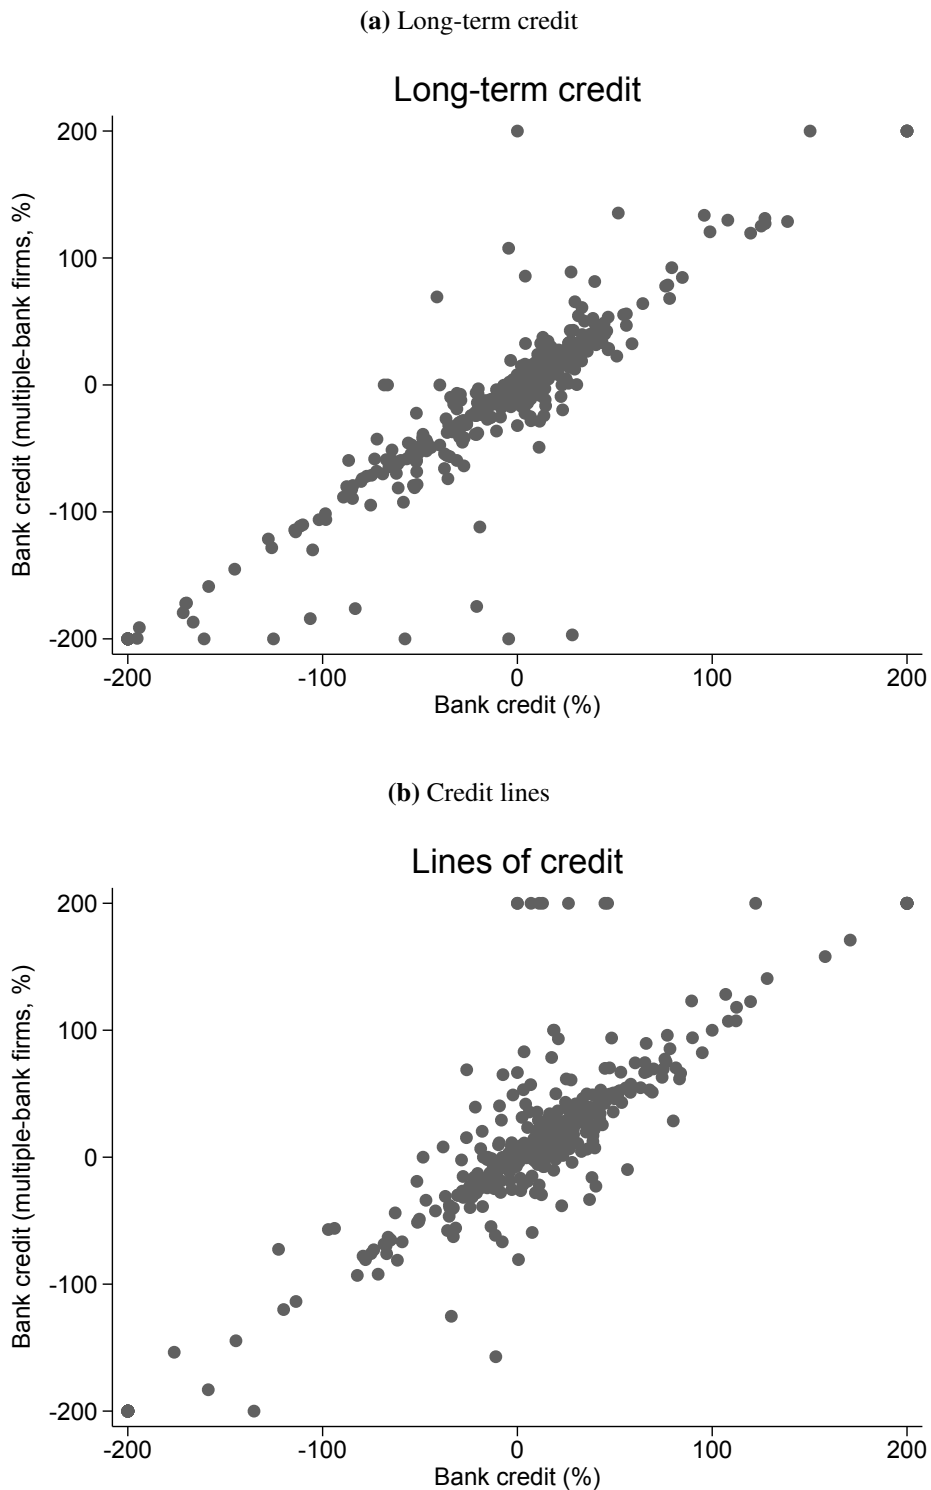 (a) Long-term credit
Long-term credit
Bank credit (multiple-bank firms, %)
200
100
0
-100
-200
-200 -100 0 100 200
Bank credit (%)
(b) Credit lines
Lines of credit
Bank credit (multiple-bank firms, %)
200
100
0
-100
-200
-200 -100 0 100 200
Bank credit (%)